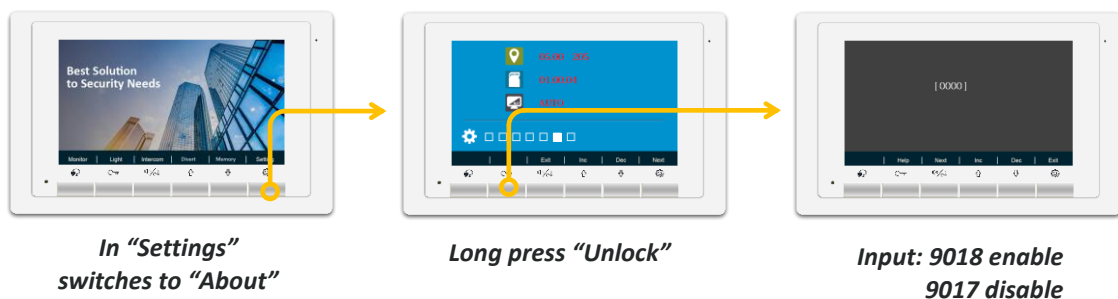 Best Solution
to Security Needs
Monitor | Light | Intercom | Divert | Memory | Setting
In “Settings”
switches to “About”
Exit | Inc | Dec | Next
Long press “Unlock”
[ 0000 ]
Help | Next | Inc | Dec | Exit
Input: 9018 enable
9017 disable